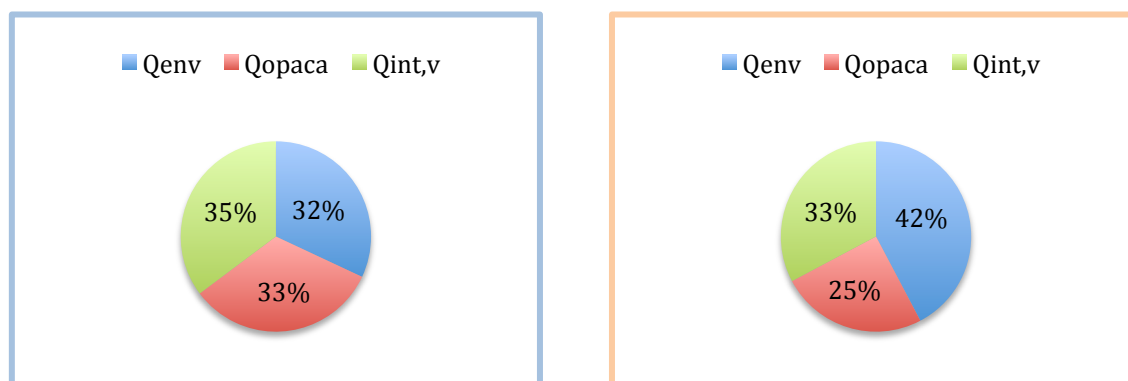 Qenv Qopaca Qint,v
35% 32%
33%
Qenv Qopaca Qint,v
33% 42%
25%